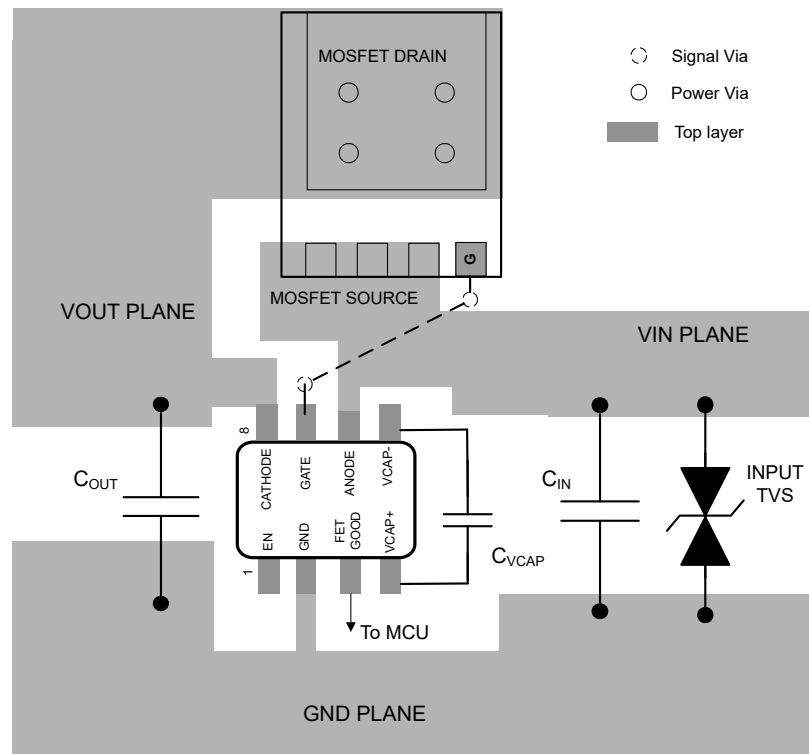 MOSFET DRAIN
Signal Via
Power Via
Top layer
G
MOSFET SOURCE
VOUT PLANE
VIN PLANE
8
CATHODE
GATE
ANODE
VCAP-
COUT
CIN
INPUT
TVS
EN
GND
FET
GOOD
VCAP+
CVCAP
1
To MCU
GND PLANE